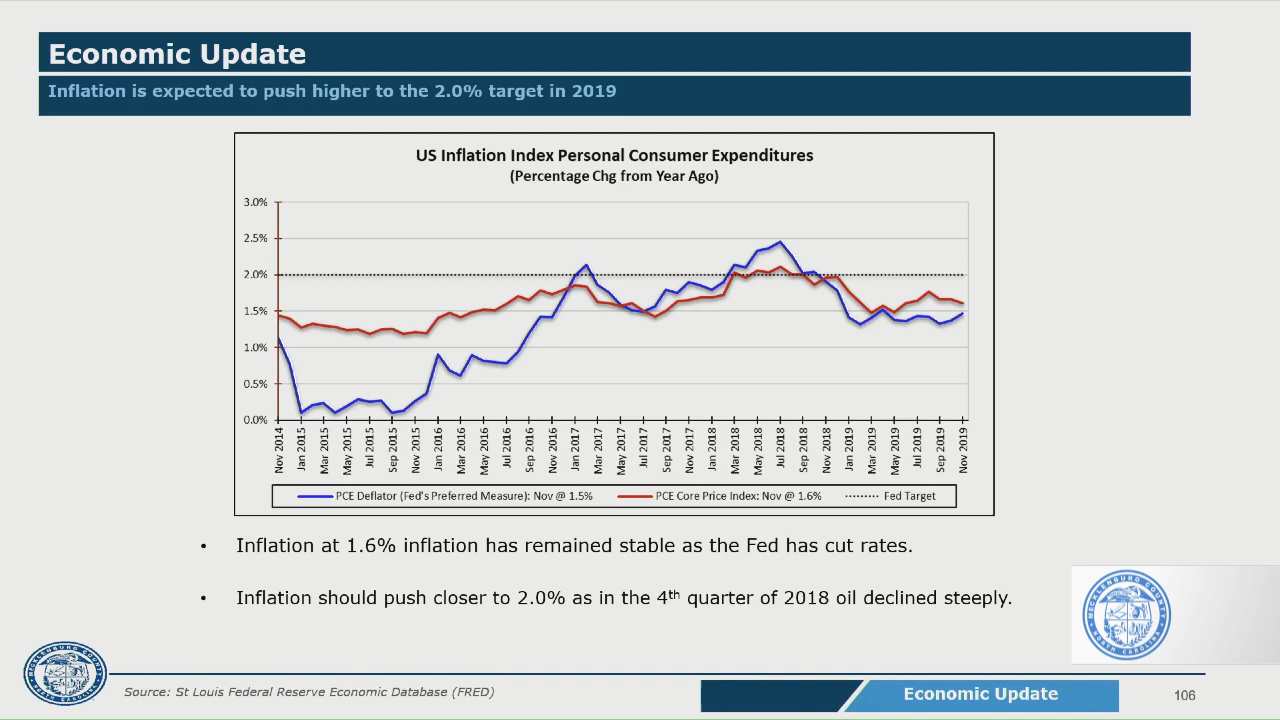 Economic Update
Inflation is expected to push higher to the 2.0% target in 2019
US Inflation Index Personal Consumer Expenditures
(Percentage Chg from Year Ago)
3.0%
2.5%
2.0%
1.5%
1.0%
0.5%
0.0%
Nov 2014
Jan 2015
Mar 2015
May 2015
Jul 2015
Sep 2015
Nov 2015
Jan 2016
Mar 2016
May 2016
Jul 2016
Sep 2016
Nov 2016
Jan 2017
Mar 2017
May 2017
Jul 2017
Sep 2017
Nov 2017
Jan 2018
Mar 2018
May 2018
Jul 2018
Sep 2018
Nov 2018
Jan 2019
Mar 2019
May 2019
Jul 2019
Sep 2019
Nov 2019
PCE Deflator (Fed's Preferred Measure): Nov @ 1.5% PCE Core Price Index: Nov @ 1.6% Fed Target
• Inflation at 1.6% inflation has remained stable as the Fed has cut rates.
• Inflation should push closer to 2.0% as in the 4th quarter of 2018 oil declined steeply.
MECKLENBURG COUNTY
NORTH CAROLINA
MECKLENBURG COUNTY
NORTH CAROLINA
Source: St Louis Federal Reserve Economic Database (FRED)
Economic Update
106